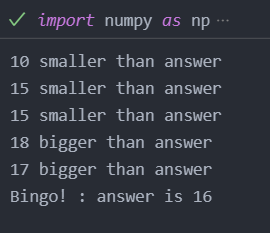 import numpy as np ···
10 smaller than answer
15 smaller than answer
15 smaller than answer
18 bigger than answer
17 bigger than answer
Bingo! : answer is 16